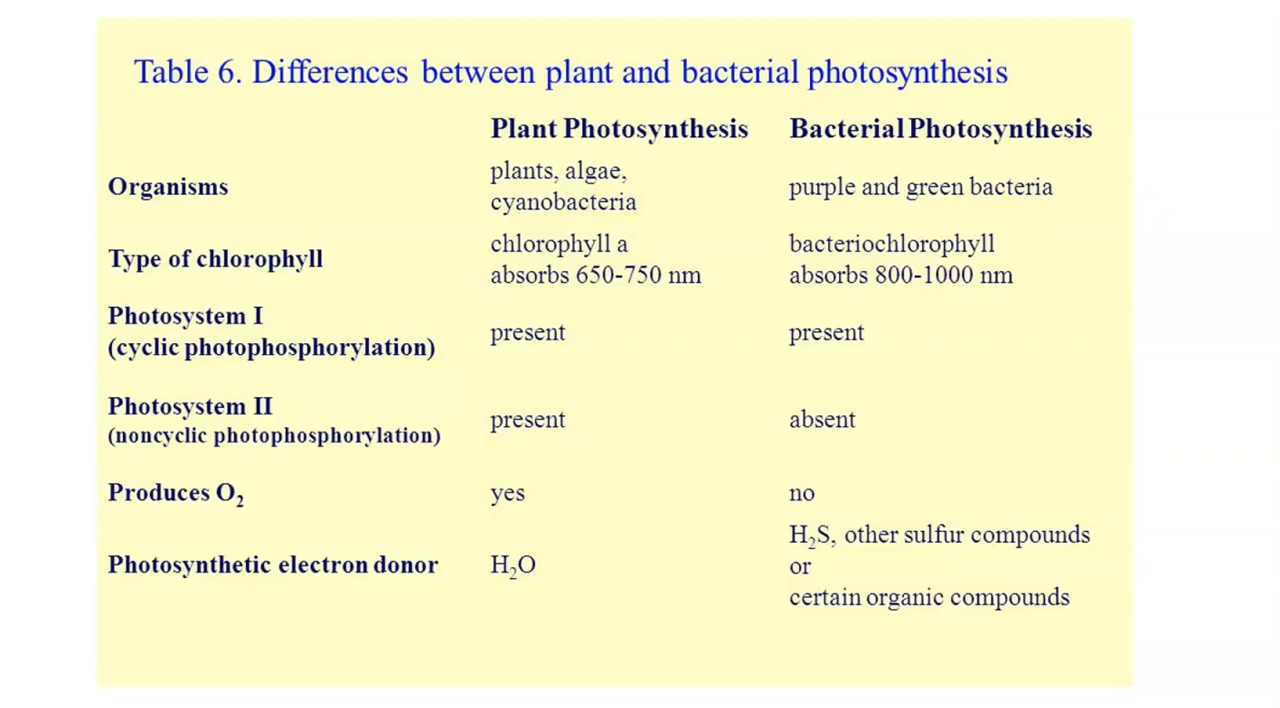 Table 6. Differences between plant and bacterial photosynthesis
Plant Photosynthesis Bacterial Photosynthesis
Organisms
plants, algae,
cyanobacteria
purple and green bacteria
Type of chlorophyll
chlorophyll a
absorbs 650-750 nm
bacteriochlorophyll
absorbs 800-1000 nm
Photosystem I
(cyclic photophosphorylation)
present
present
Photosystem II
(noncyclic photophosphorylation)
present
absent
Produces O₂
yes
no
Photosynthetic electron donor
H₂O
H₂S, other sulfur compounds
or
certain organic compounds